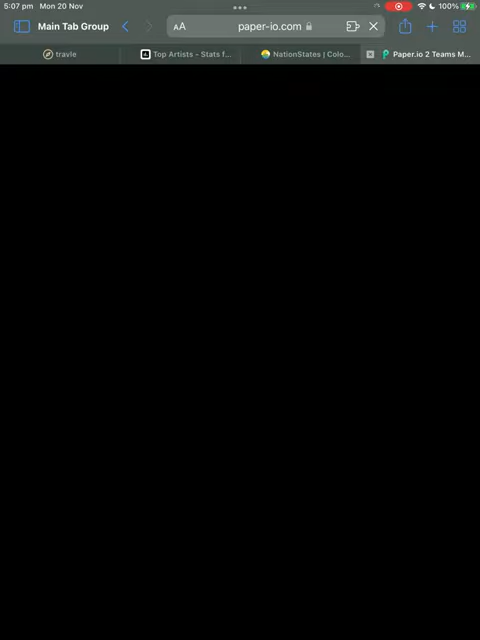 5:07 pm Mon 20 Nov 100%
Main Tab Group AA paper-io.com
travle Top Artists – Stats f... NationStates | Colo... Paper.io 2 Teams M...